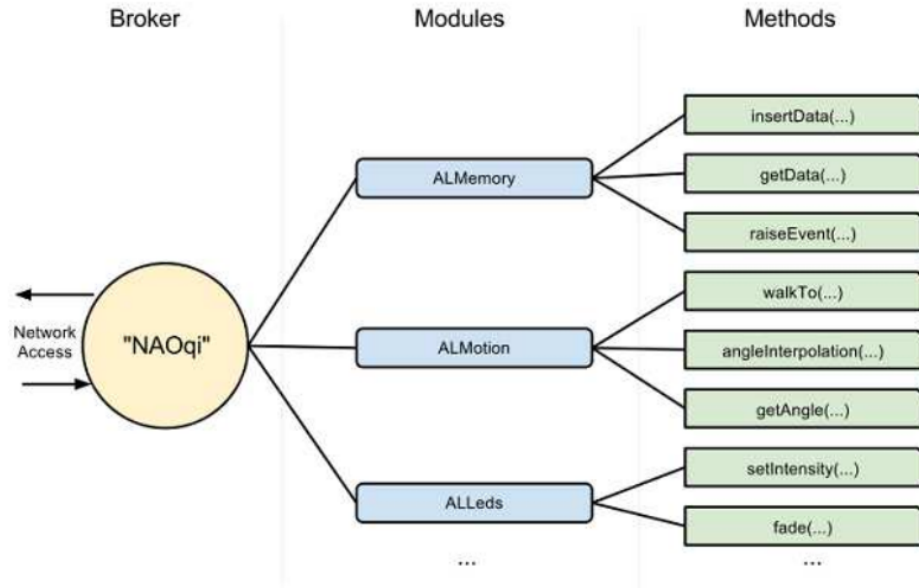 Broker
Modules
Methods
Network
Access
"NAOqi"
ALMemory
ALMotion
ALLeds
...
insertData(...)
getData(...)
raiseEvent(...)
walkTo(...)
angleInterpolation(...)
getAngle(...)
setIntensity(...)
fade(...)
...